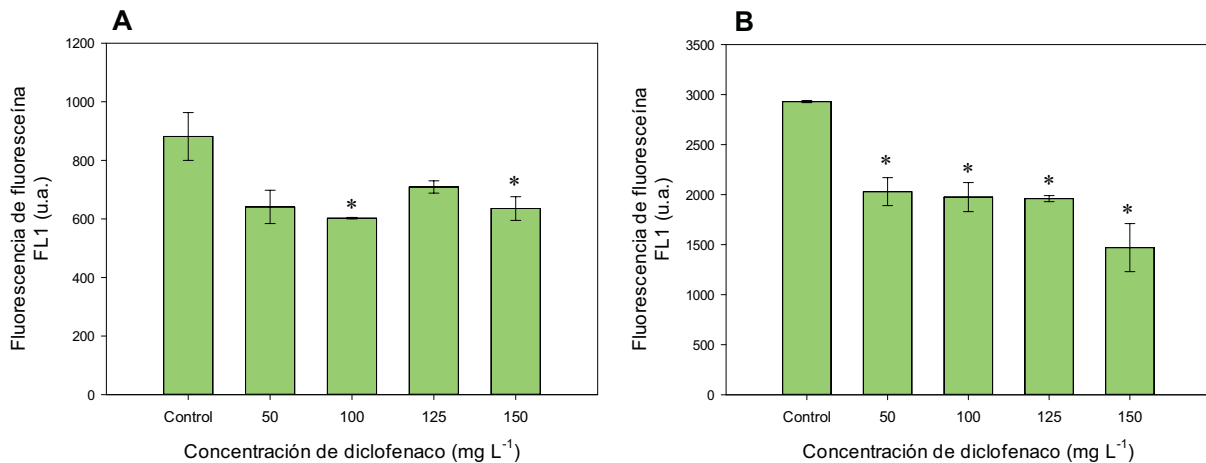 A
Fluorescencia de fluoresceína
FL1 (u.a.)
1200
1000
800
600
400
200
0
*
*
Control 50 100 125 150
Concentración de diclofenaco (mg L⁻¹)
B
Fluorescencia de fluoresceína
FL1 (u.a.)
3500
3000
2500
2000
1500
1000
500
0
*
*
*
*
Control 50 100 125 150
Concentración de diclofenaco (mg L⁻¹)